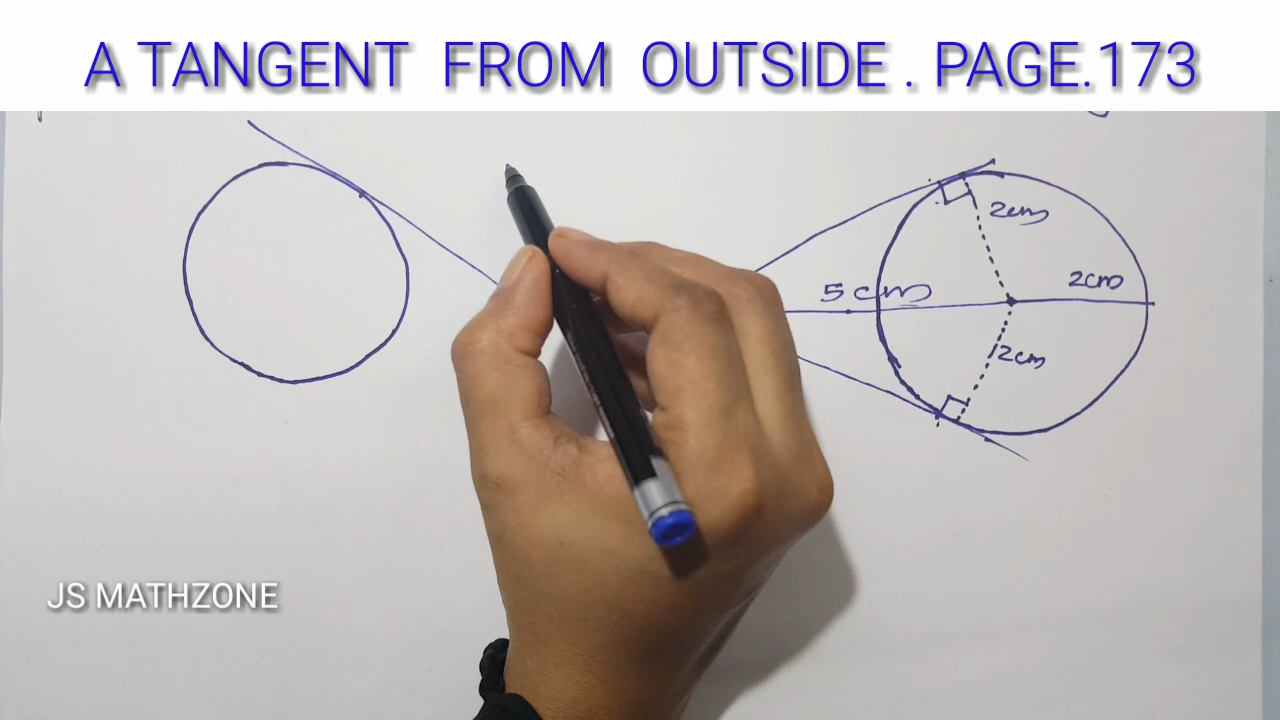 A TANGENT FROM OUTSIDE . PAGE.173
2cm
5cm
2cm
2cm
JS MATHZONE